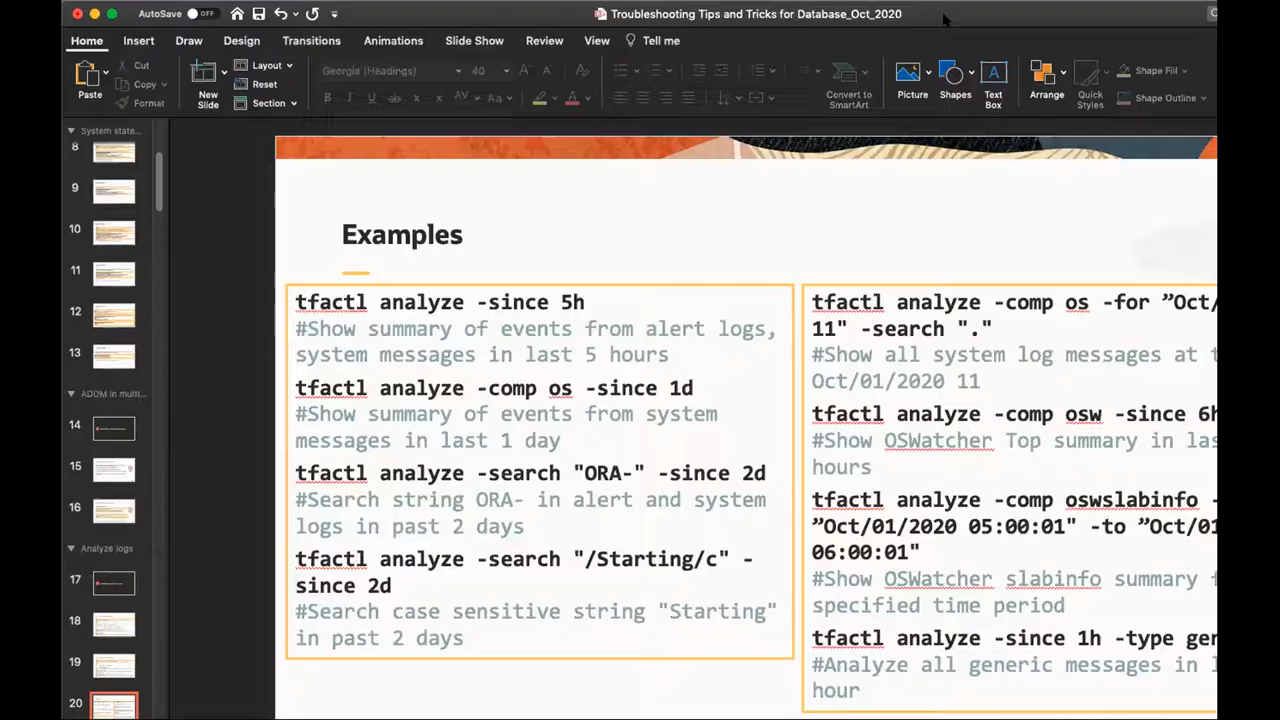 AutoSave OFF
Troubleshooting Tips and Tricks for Database_Oct_2020
Home Insert Draw Design Transitions Animations Slide Show Review View Tell me
Paste
Cut
Copy
Format
New
Slide
Layout
Reset
Section
Georgia (Headings) 40
Convert to
SmartArt
Picture
Shapes
Text
Box
Arrange
Quick
Styles
Shape Fill
Shape Outline
System state...
8
9
10
11
12
13
ADDM in multi...
14
15
16
Analyze logs
17
18
19
20
Examples
tfactl analyze -since 5h
#Show summary of events from alert logs,
system messages in last 5 hours
tfactl analyze -comp os -since 1d
#Show summary of events from system
messages in last 1 day
tfactl analyze -search "ORA-" -since 2d
#Search string ORA- in alert and system
logs in past 2 days
tfactl analyze -search "/Starting/c" -
since 2d
#Search case sensitive string "Starting"
in past 2 days
tfactl analyze -comp os -for ”Oct/
11" -search "."
#Show all system log messages at t
Oct/01/2020 11
tfactl analyze -comp osw -since 6h
#Show OSWatcher Top summary in las
hours
tfactl analyze -comp oswslabinfo -
”Oct/01/2020 05:00:01" -to ”Oct/01
06:00:01"
#Show OSWatcher slabinfo summary f
specified time period
tfactl analyze -since 1h -type gen
#Analyze all generic messages in l
hour